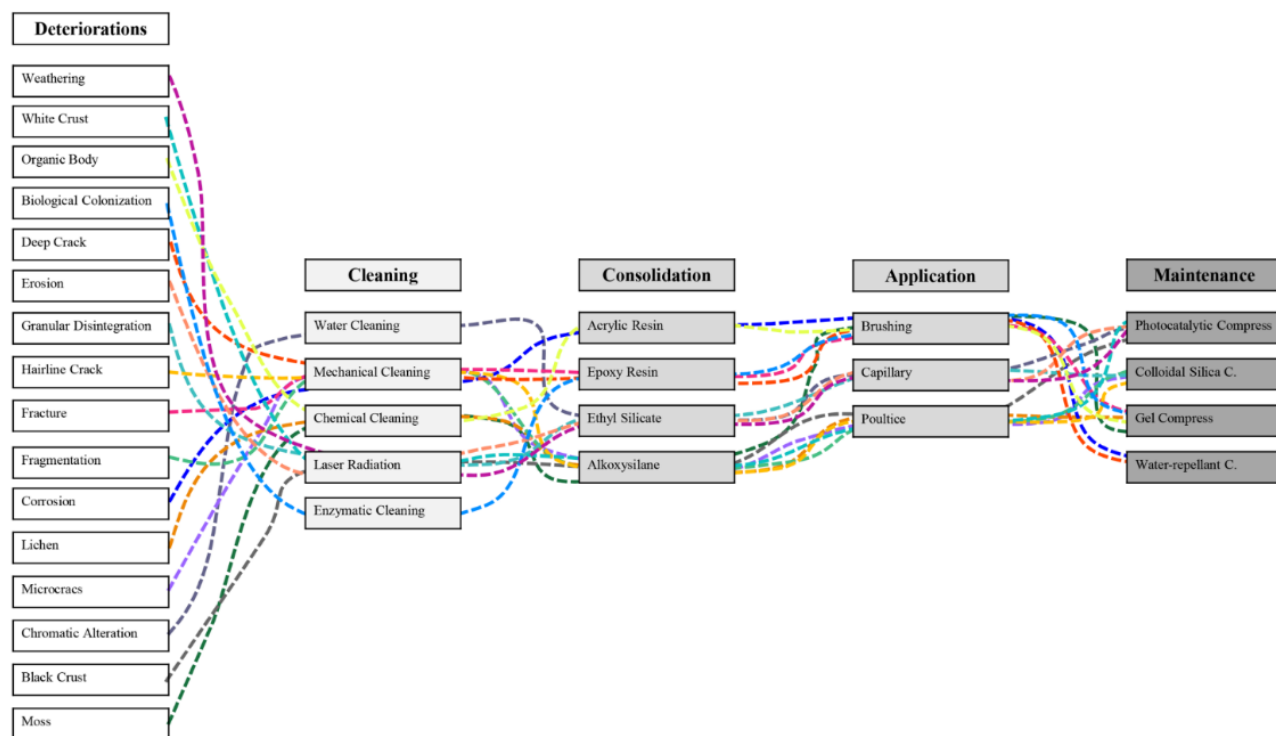 Deteriorations
Weathering
White Crust
Organic Body
Biological Colonization
Deep Crack
Erosion
Granular Disintegration
Hairline Crack
Fracture
Fragmentation
Corrosion
Lichen
Microcracs
Chromatic Alteration
Black Crust
Moss
Cleaning
Water Cleaning
Mechanical Cleaning
Chemical Cleaning
Laser Radiation
Enzymatic Cleaning
Consolidation
Acrylic Resin
Epoxy Resin
Ethyl Silicate
Alkoxysilane
Application
Brushing
Capillary
Poultice
Maintenance
Photocatalytic Compress
Colloidal Silica C.
Gel Compress
Water-repellant C.